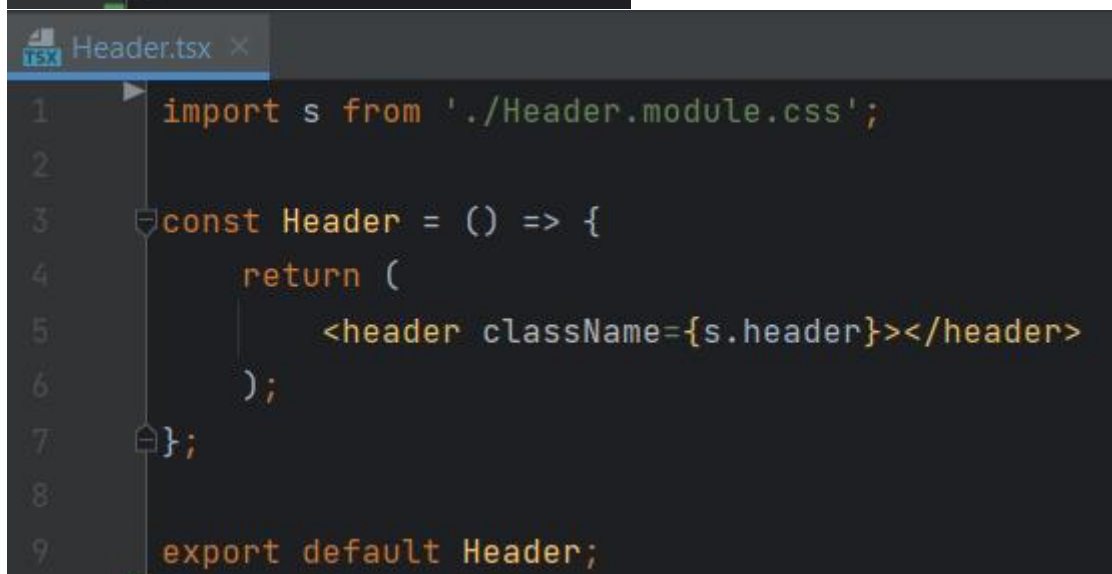 TSX Header.tsx ×
1 import s from './Header.module.css';
2
3 const Header = () => {
4 return (
5 <header className={s.header}></header>
6 );
7 };
8
9 export default Header;